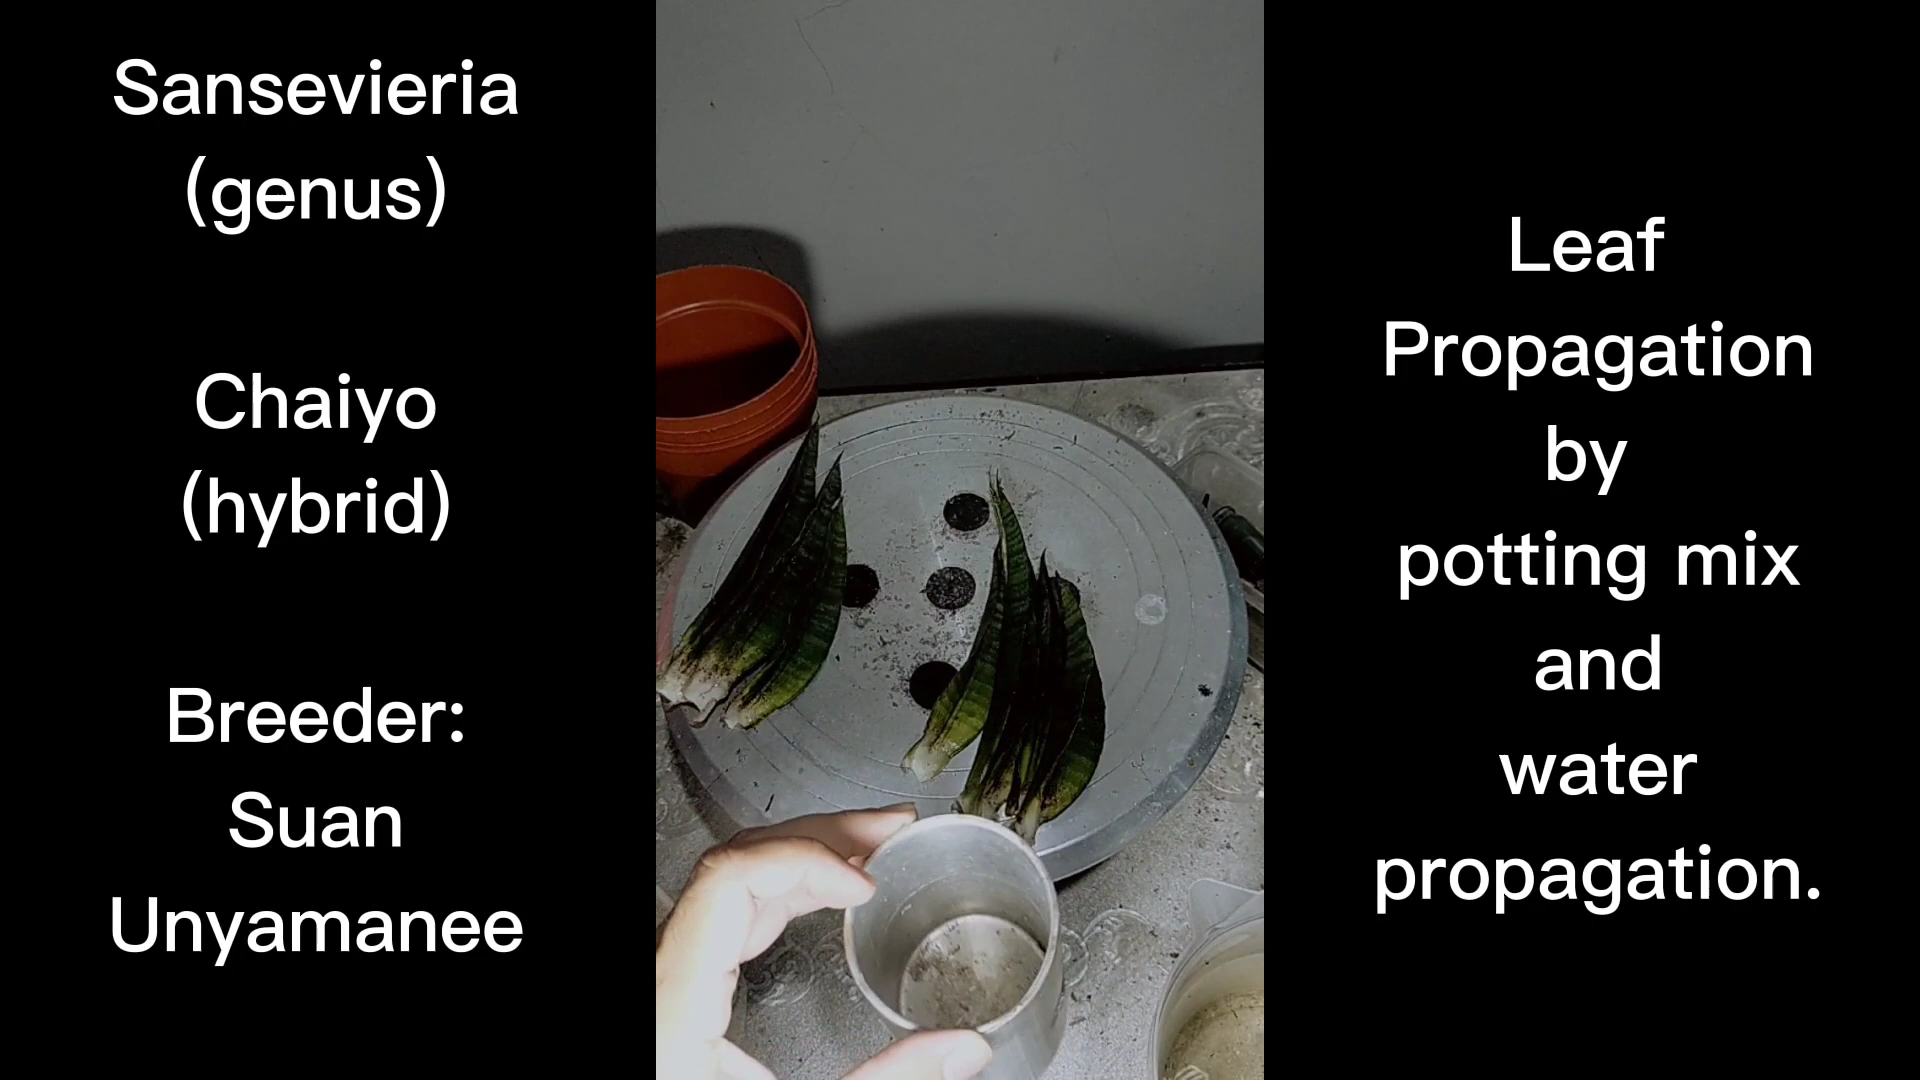 Sansevieria
(genus)
Chaiyo
(hybrid)
Breeder:
Suan
Unyamanee
Leaf
Propagation
by
potting mix
and
water
propagation.